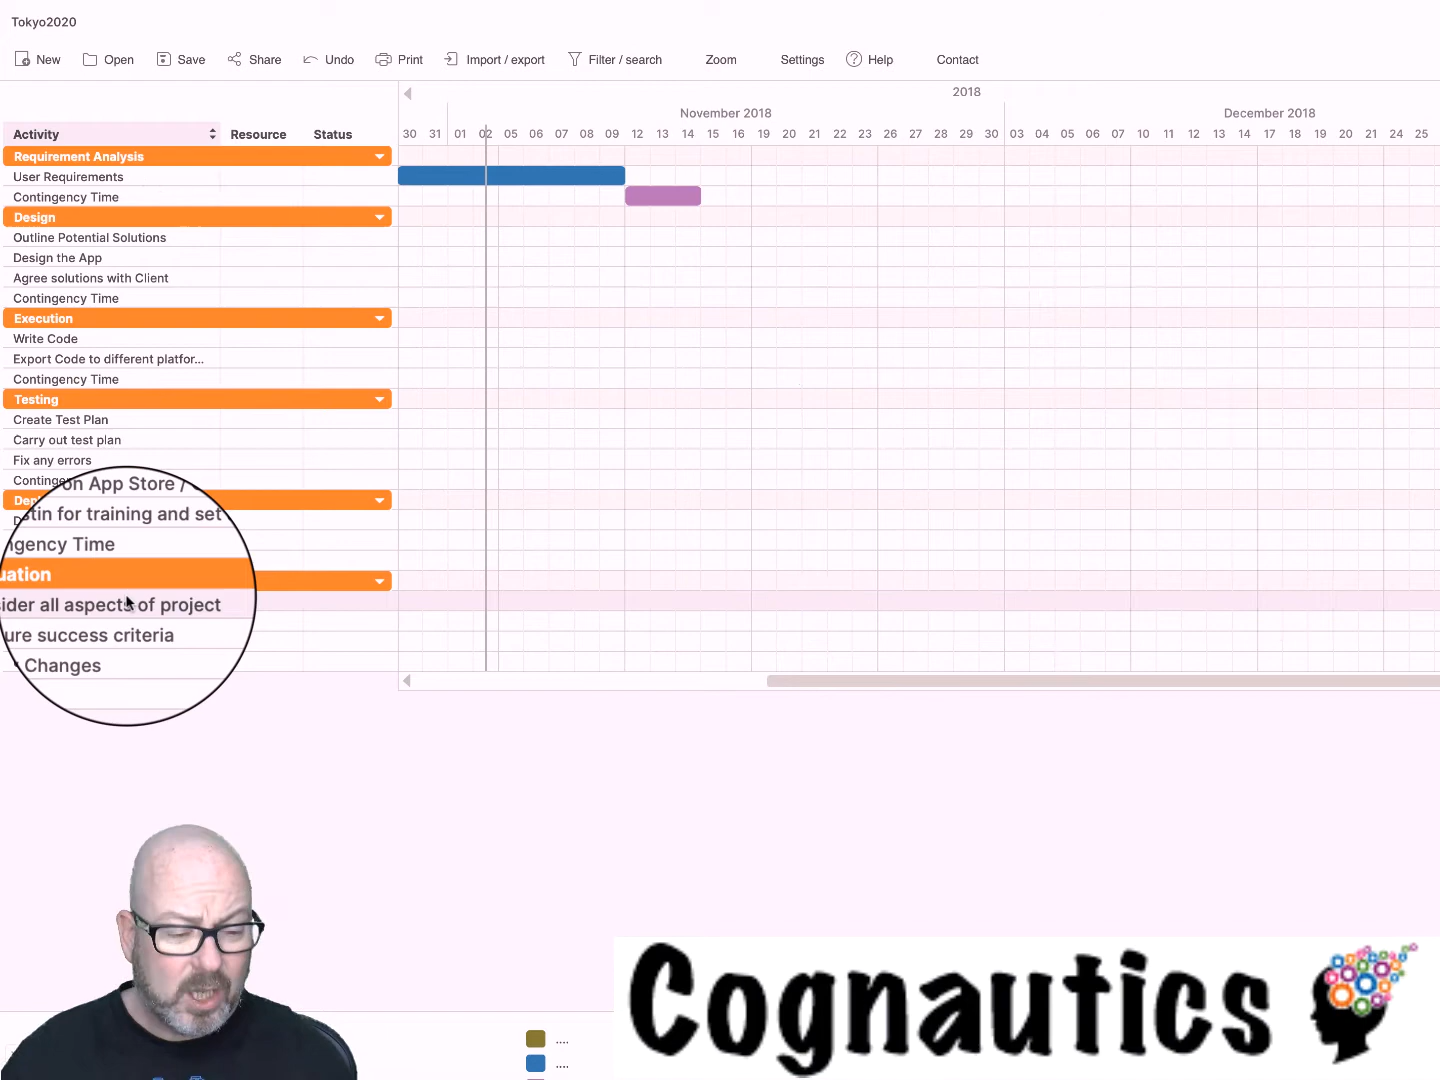 Tokyo2020
New Open Save Share Undo Print Import / export Filter / search Zoom Settings Help Contact
2018
November 2018 December 2018
Activity Resource Status 30 31 01 02 05 06 07 08 09 12 13 14 15 16 19 20 21 22 23 26 27 28 29 30 03 04 05 06 07 10 11 12 13 14 17 18 19 20 21 24 25
Requirement Analysis
User Requirements
Contingency Time
Design
Outline Potential Solutions
Design the App
Agree solutions with Client
Contingency Time
Execution
Write Code
Export Code to different platfor...
Contingency Time
Testing
Create Test Plan
Carry out test plan
Fix any errors
Continge
on App Store /
Dep
stin for training and set
D
ngency Time
uation
sider all aspects of project
ure success criteria
Changes
Cognautics
....
....